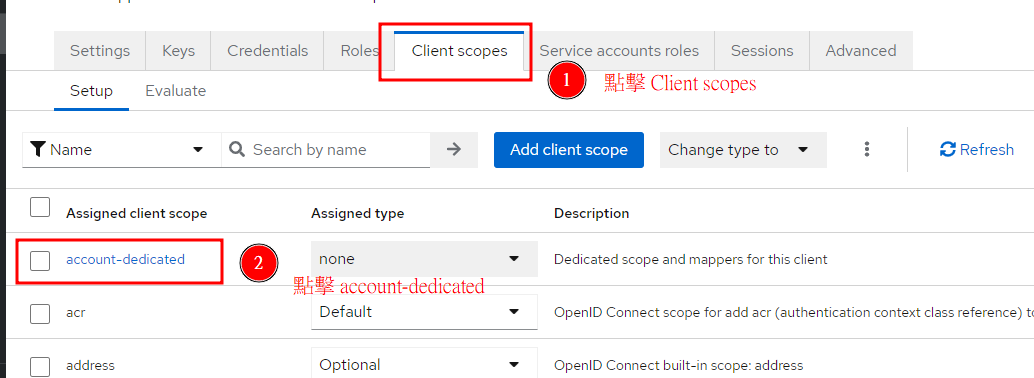 Settings Keys Credentials Roles Client scopes Service accounts roles Sessions Advanced
1 點擊 Client scopes
Setup Evaluate
Name Search by name Add client scope Change type to Refresh
Assigned client scope Assigned type Description
account-dedicated 2 none Dedicated scope and mappers for this client
點擊 account-dedicated
acr Default OpenID Connect scope for add acr (authentication context class reference) to
address Optional OpenID Connect built-in scope: address